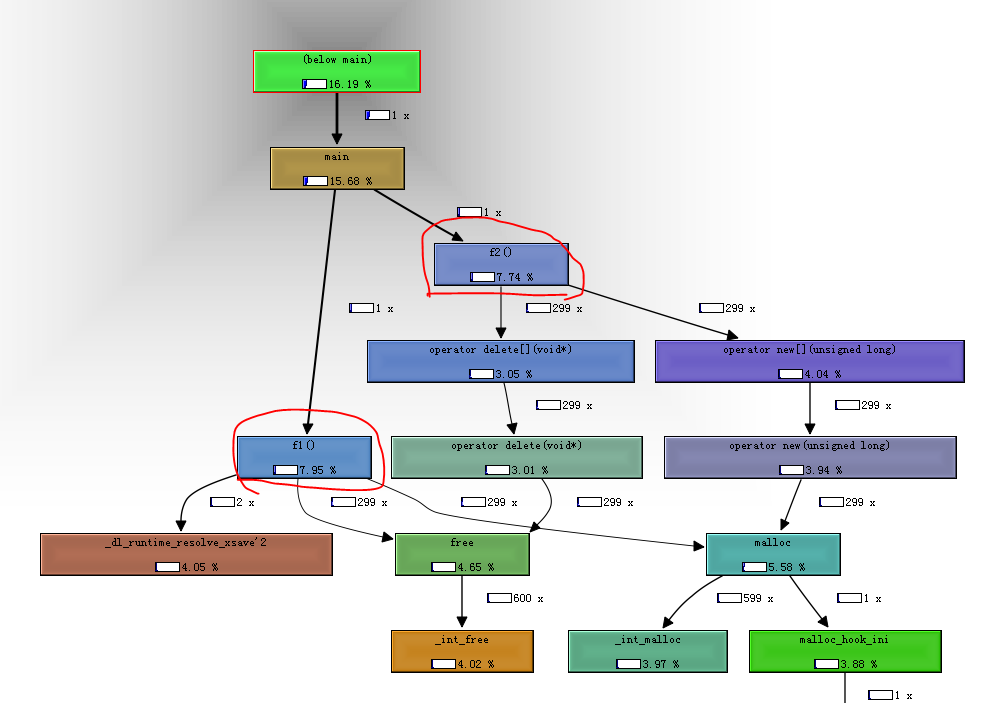 (below main)
16.19 %
1 x
main
15.68 %
1 x
f2()
7.74 %
1 x
299 x
299 x
operator delete[](void*)
3.05 %
operator new[](unsigned long)
4.04 %
299 x
299 x
f1()
7.95 %
operator delete(void*)
3.01 %
operator new(unsigned long)
3.94 %
2 x
299 x
299 x
299 x
299 x
_dl_runtime_resolve_xsave'2
4.05 %
free
4.65 %
malloc
5.58 %
600 x
599 x
1 x
_int_free
4.02 %
_int_malloc
3.97 %
malloc_hook_ini
3.88 %
1 x